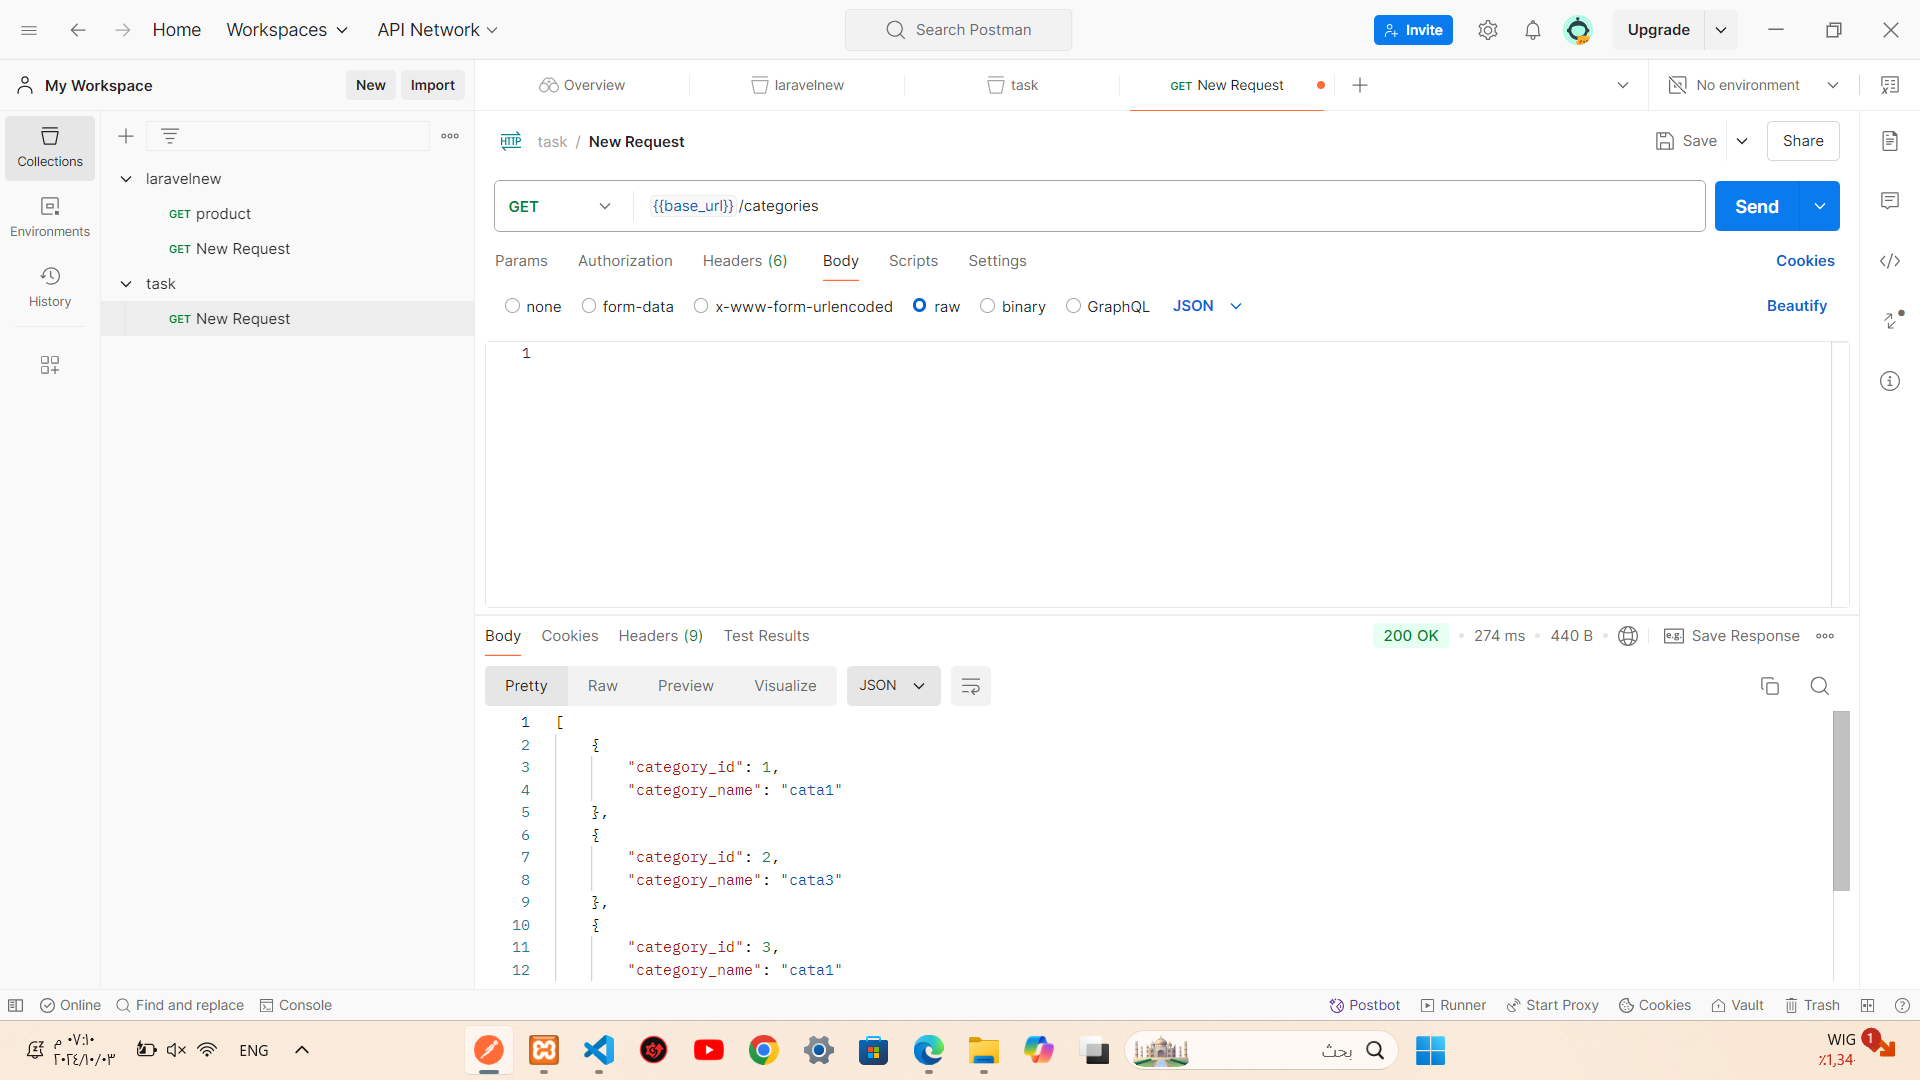 Home Workspaces API Network Search Postman Invite Upgrade
My Workspace New Import Overview laravelnew task GET New Request No environment
Collections
Environments
History
laravelnew
GET product
GET New Request
task
GET New Request
HTTP task / New Request Save Share
GET {{base_url}} /categories Send
Params Authorization Headers (6) Body Scripts Settings Cookies
none form-data x-www-form-urlencoded raw binary GraphQL JSON Beautify
1
Body Cookies Headers (9) Test Results 200 OK 274 ms 440 B e.g. Save Response
Pretty Raw Preview Visualize JSON
1 [
2 {
3 "category_id": 1,
4 "category_name": "cata1"
5 },
6 {
7 "category_id": 2,
8 "category_name": "cata3"
9 },
10 {
11 "category_id": 3,
12 "category_name": "cata1"
Online Find and replace Console Postbot Runner Start Proxy Cookies Vault Trash
٠٧:١٠ م
٢٠٢٤/١٠/٠٣
ENG
بحث
WIG 1
٪1,34-